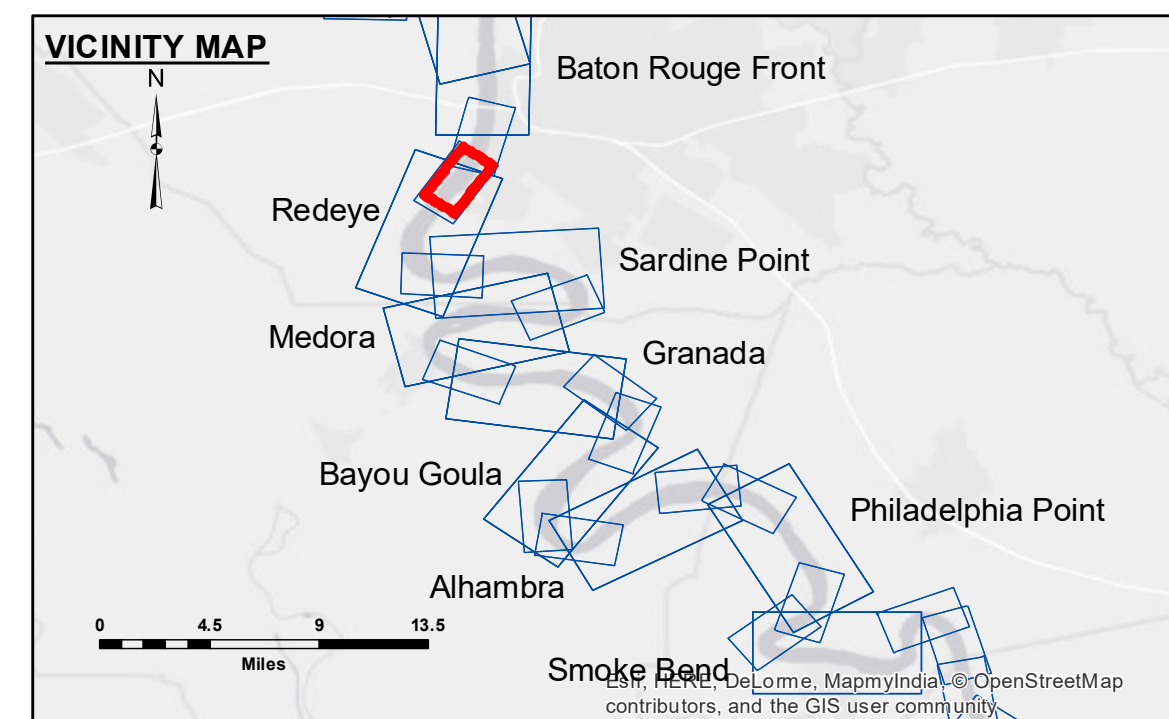 VICINITY MAP
N
Baton Rouge Front
Redeye
Sardine Point
Medora
Granada
Bayou Goula
Philadelphia Point
Alhambra
0 4.5 9 13.5
Miles
Smoke Bend
Esri, HERE, DeLorme, MapmyIndia, © OpenStreetMap
contributors, and the GIS user community